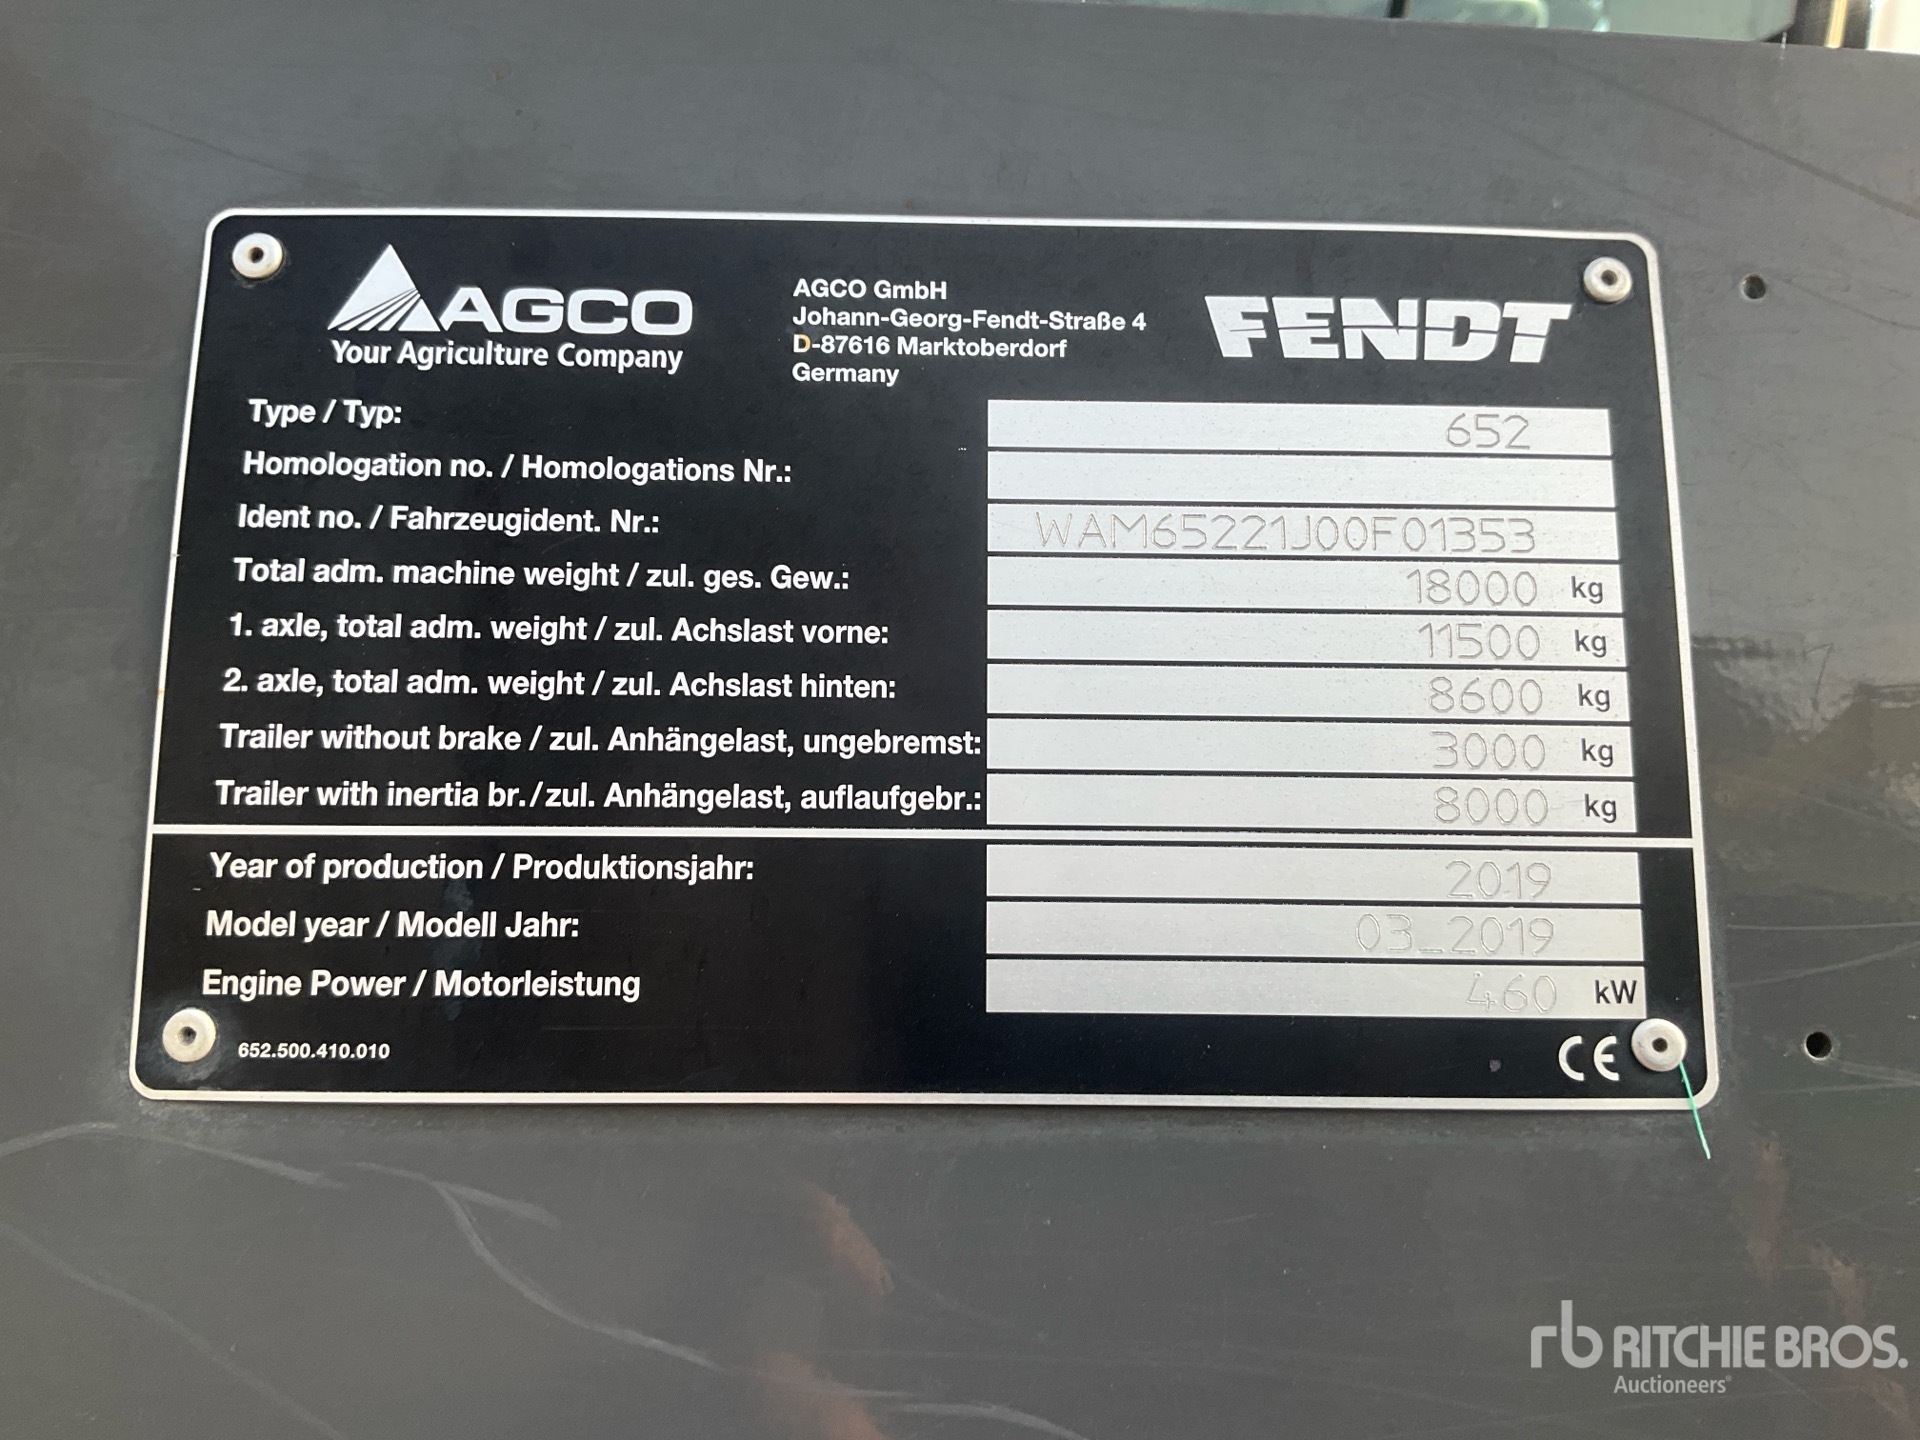 AGCO
Your Agriculture Company
AGCO GmbH
Johann-Georg-Fendt-Straße 4
D-87616 Marktoberdorf
Germany
FENDT
Type / Typ: 652
Homologation no. / Homologations Nr.:
Ident no. / Fahrzeugident. Nr.: WAM65221J00F01353
Total adm. machine weight / zul. ges. Gew.: 18000 kg
1. axle, total adm. weight / zul. Achslast vorne: 11500 kg
2. axle, total adm. weight / zul. Achslast hinten: 8600 kg
Trailer without brake / zul. Anhängelast, ungebremst: 3000 kg
Trailer with inertia br./zul. Anhängelast, auflaufgebr.: 8000 kg
Year of production / Produktionsjahr: 2019
Model year / Modell Jahr: 03_2019
Engine Power / Motorleistung 460 kW
652.500.410.010
CE
rb RITCHIE BROS.
Auctioneers®